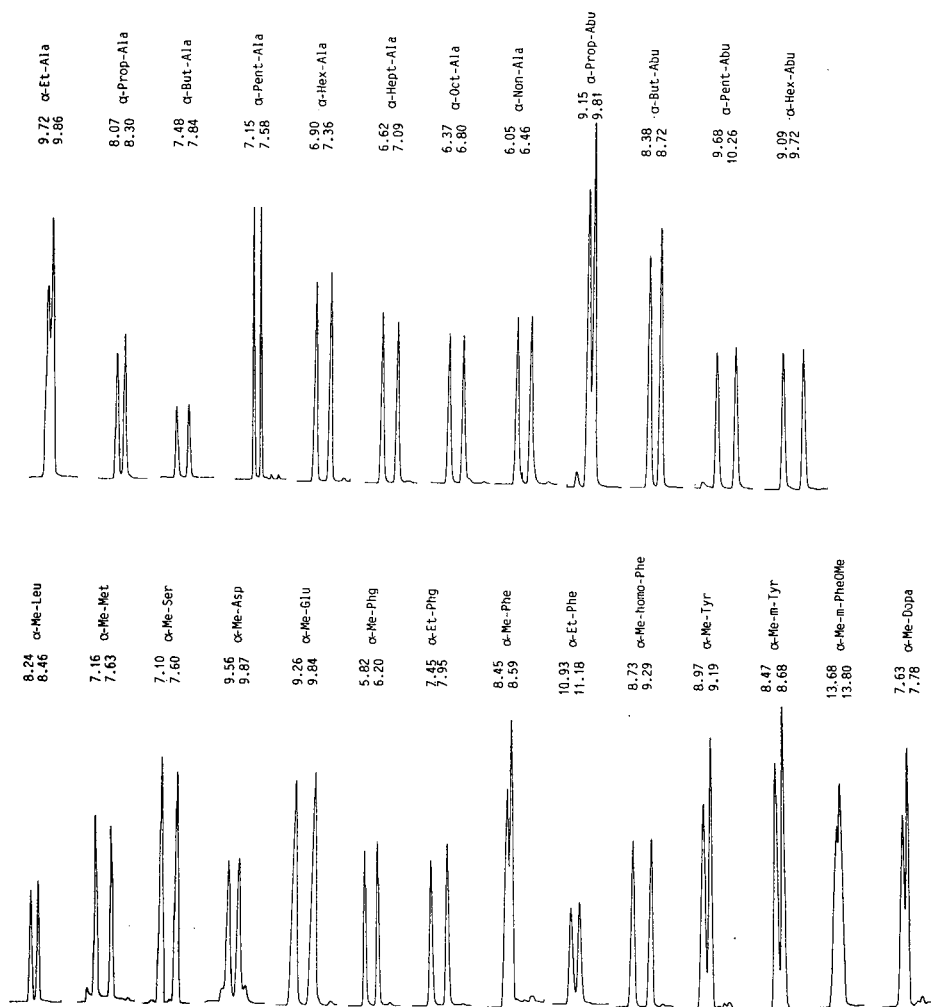 9.72 α-Et-Ala
9.86
8.07 α-Prop-Ala
8.30
7.48 α-But-Ala
7.84
7.15 α-Pent-Ala
7.58
6.90 α-Hex-Ala
7.36
6.62 α-Hept-Ala
7.09
6.37 α-Oct-Ala
6.80
6.05 α-Non-Ala
6.46
9.15 α-Prop-Abu
9.81
8.38 α-But-Abu
8.72
9.68 α-Pent-Abu
10.26
9.09 α-Hex-Abu
9.72
8.24 α-Me-Leu
8.46
7.16 α-Me-Met
7.63
7.10 α-Me-Ser
7.60
9.56 α-Me-Asp
9.87
9.26 α-Me-Glu
9.84
5.82 α-Me-Phg
6.20
7.45 α-Et-Phg
7.95
8.45 α-Me-Phe
8.59
10.93 α-Et-Phe
11.18
8.73 α-Me-homo-Phe
9.29
8.97 α-Me-Tyr
9.19
8.47 α-Me-m-Tyr
8.68
13.68 α-Me-m-PheOMe
13.80
7.63 α-Me-Dopa
7.78